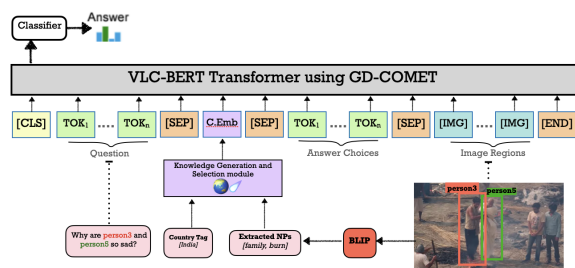 Answer
Classifier
VLC-BERT Transformer using GD-COMET
[CLS] TOK1 ..... TOKn [SEP] C.Emb [SEP] TOK1 ..... TOKn [SEP] [IMG] ..... [IMG] [END]
Question
Answer Choices
Image Regions
Knowledge Generation and
Selection module
person3
person5
Why are person3 and
person5 so sad?
Country Tag
[India]
Extracted NPs
[family, burn]
BLIP